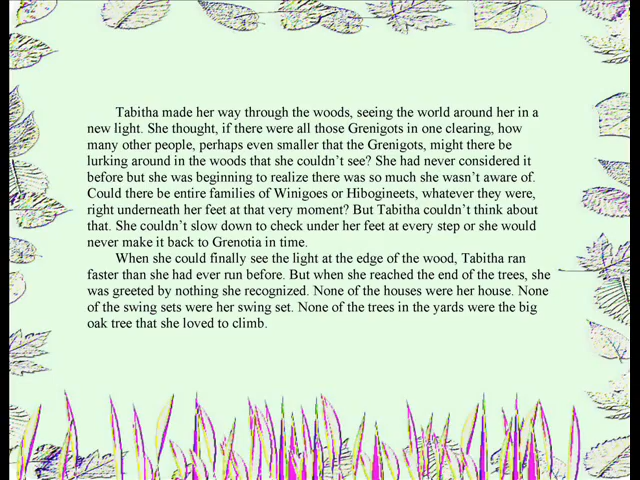 Tabitha made her way through the woods, seeing the world around her in a
new light. She thought, if there were all those Grenigots in one clearing, how
many other people, perhaps even smaller that the Grenigots, might there be
lurking around in the woods that she couldn't see? She had never considered it
before but she was beginning to realize there was so much she wasn't aware of.
Could there be entire families of Winigoes or Hibogineets, whatever they were,
right underneath her feet at that very moment? But Tabitha couldn't think about
that. She couldn't slow down to check under her feet at every step or she would
never make it back to Grenotia in time.
When she could finally see the light at the edge of the wood, Tabitha ran
faster than she had ever run before. But when she reached the end of the trees, she
was greeted by nothing she recognized. None of the houses were her house. None
of the swing sets were her swing set. None of the trees in the yards were the big
oak tree that she loved to climb.